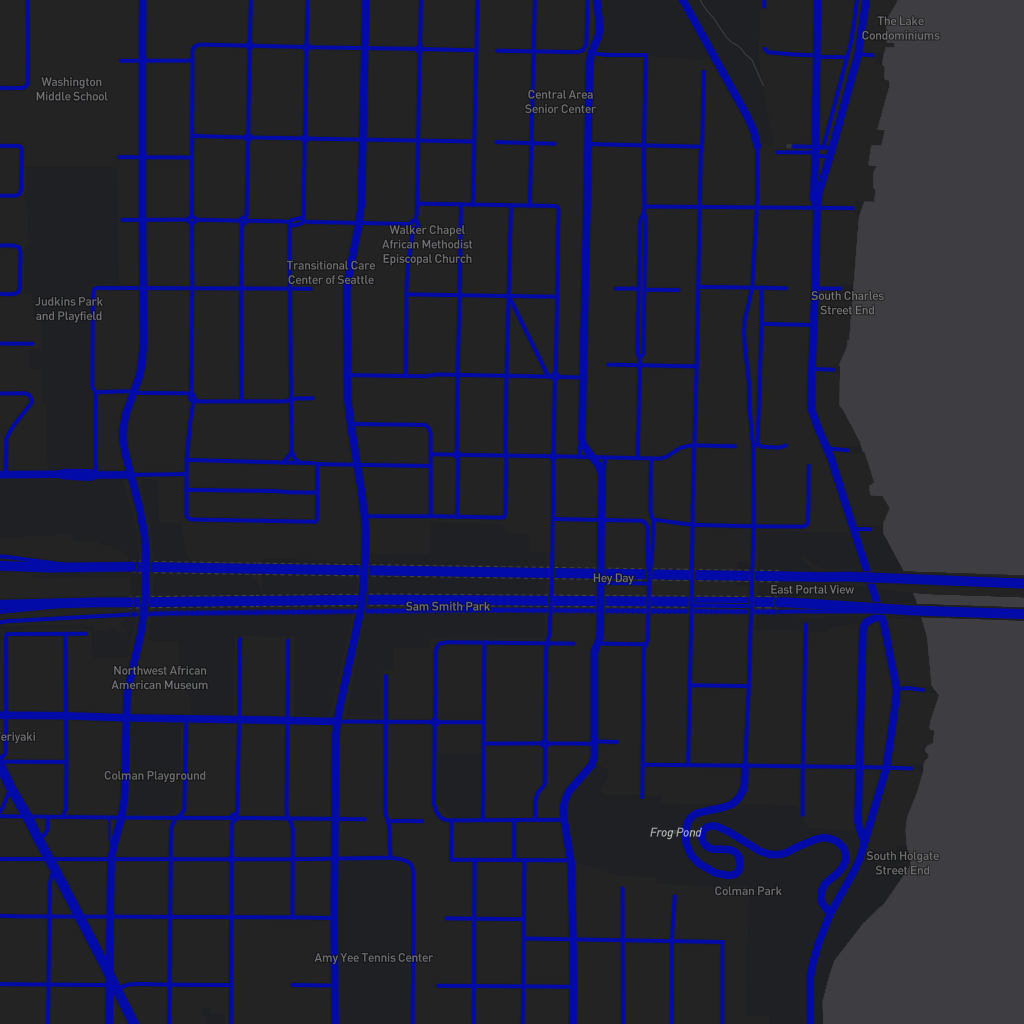 The Lake
Condominiums
Washington
Middle School
Central Area
Senior Center
Walker Chapel
African Methodist
Episcopal Church
Transitional Care
Center of Seattle
Judkins Park
and Playfield
South Charles
Street End
Hey Day
East Portal View
Sam Smith Park
Northwest African
American Museum
eriyaki
Colman Playground
Frog Pond
South Holgate
Street End
Colman Park
Amy Yee Tennis Center